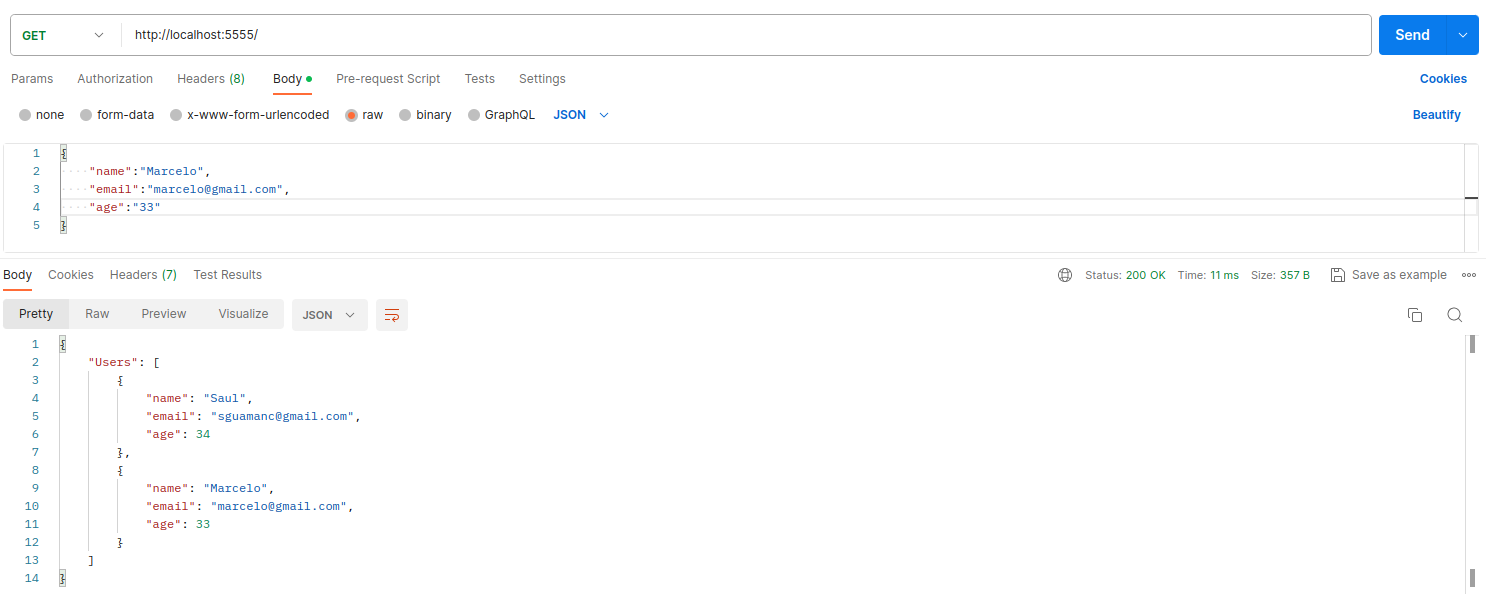 GET http://localhost:5555/ Send
Params Authorization Headers (8) Body Pre-request Script Tests Settings Cookies
none form-data x-www-form-urlencoded raw binary GraphQL JSON Beautify
1 {
2 "name":"Marcelo",
3 "email":"marcelo@gmail.com",
4 "age":"33"
5 }
Body Cookies Headers (7) Test Results Status: 200 OK Time: 11 ms Size: 357 B Save as example
Pretty Raw Preview Visualize JSON
1 {
2 "Users": [
3 {
4 "name": "Saul",
5 "email": "sguamanc@gmail.com",
6 "age": 34
7 },
8 {
9 "name": "Marcelo",
10 "email": "marcelo@gmail.com",
11 "age": 33
12 }
13 ]
14 }